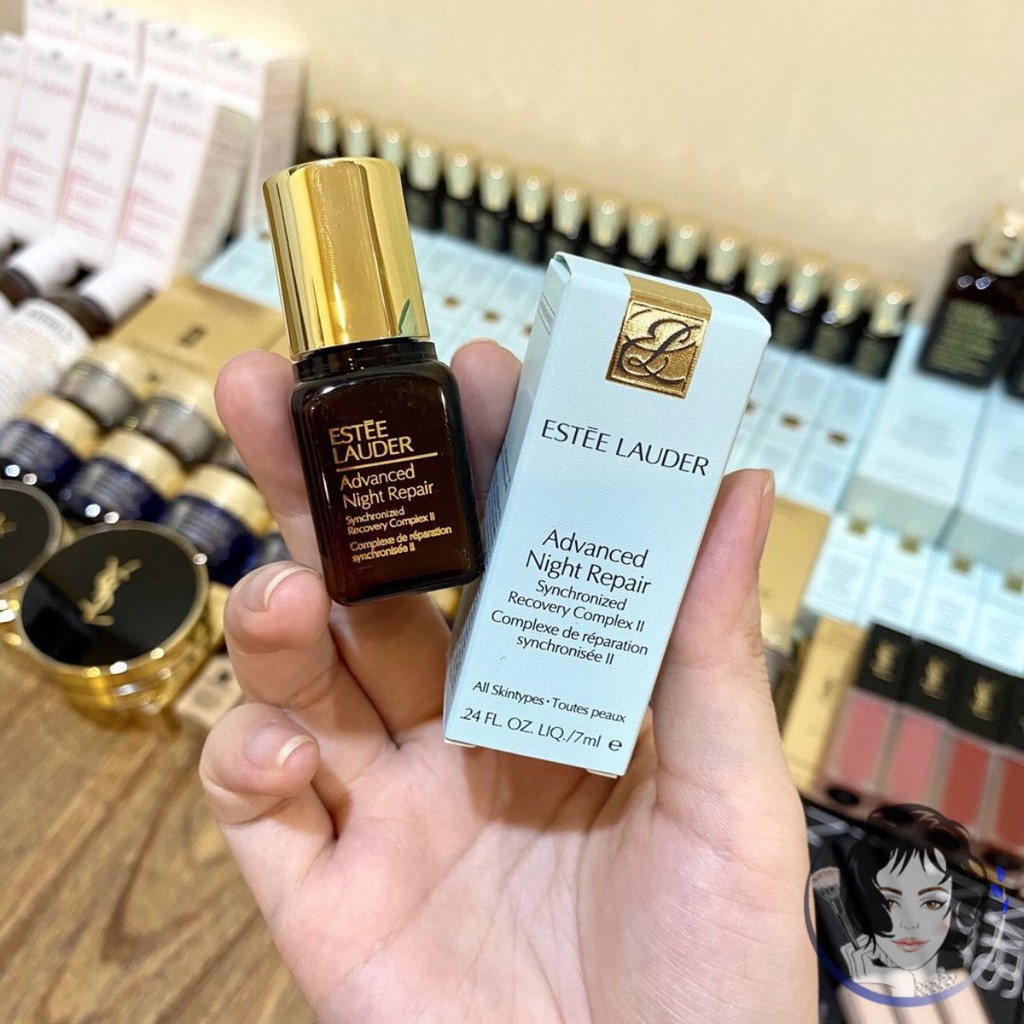 ESTĒE
LAUDER
Advanced
Night Repair
Synchronized
Recovery Complex II
Complexe de réparation
synchronisée II
ESTĒE LAUDER
Advanced
Night Repair
Synchronized
Recovery Complex II
Complexe de réparation
synchronisée II
All Skintypes • Toutes peaux
.24 FL. OZ. LIQ./7ml e
YSL